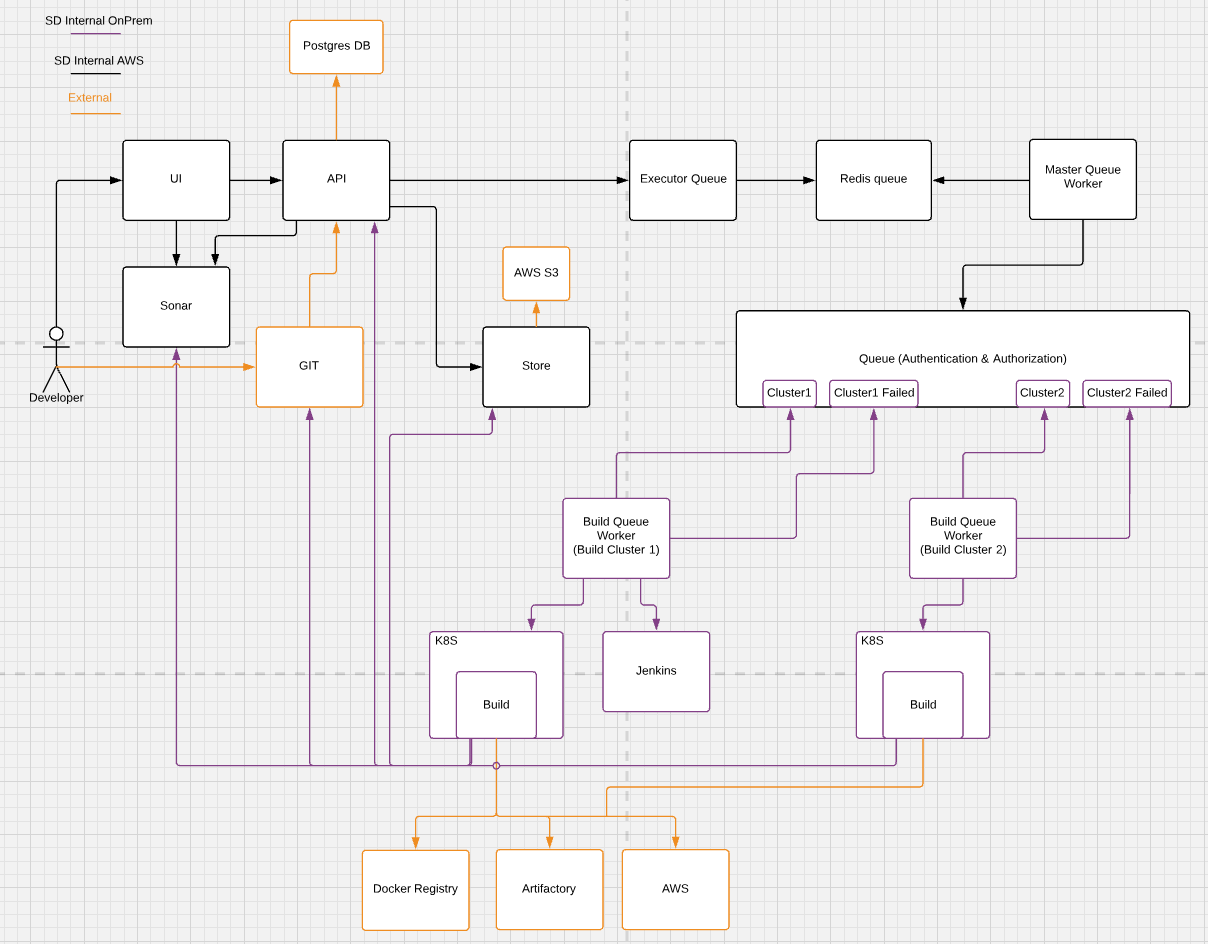 SD Internal OnPrem
SD Internal AWS
External
Postgres DB
UI
API
Executor Queue
Redis queue
Master Queue
Worker
Sonar
AWS S3
GIT
Store
Developer
Queue (Authentication & Authorization)
Cluster1
Cluster1 Failed
Cluster2
Cluster2 Failed
Build Queue
Worker
(Build Cluster 1)
Build Queue
Worker
(Build Cluster 2)
K8S
Build
Jenkins
K8S
Build
Docker Registry
Artifactory
AWS